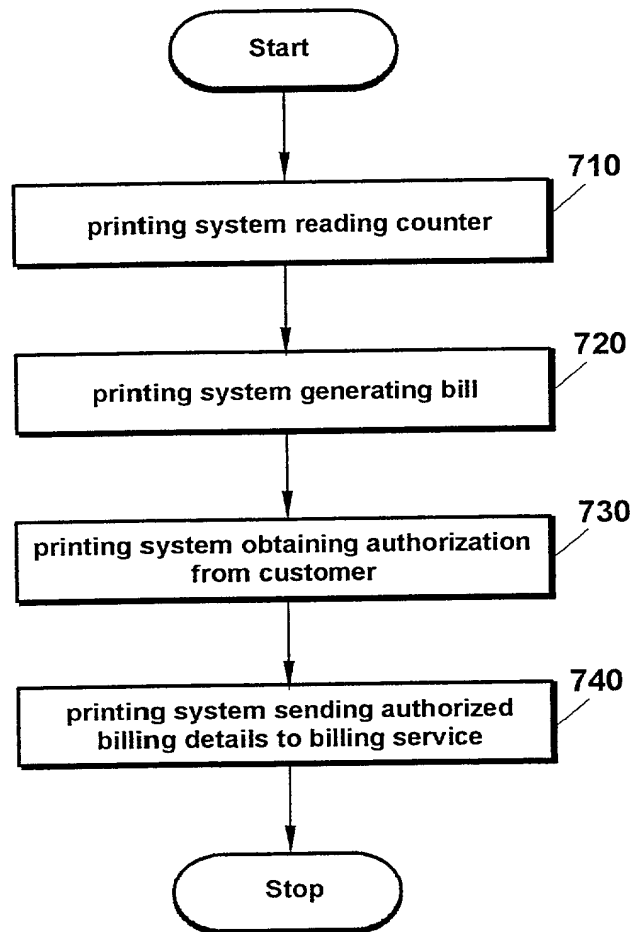 Start
710
printing system reading counter
720
printing system generating bill
730
printing system obtaining authorization
from customer
740
printing system sending authorized
billing details to billing service
Stop